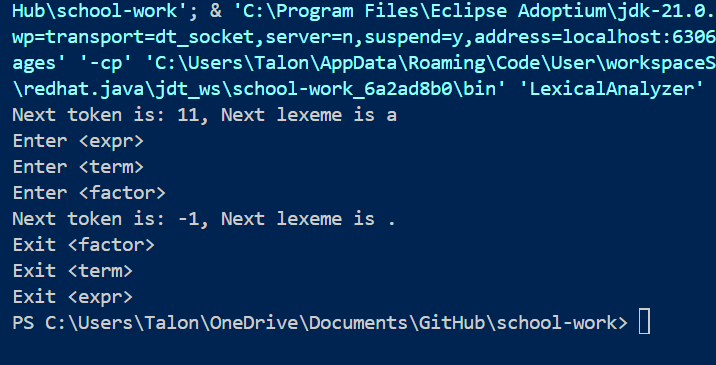 Hub\school-work'; & 'C:\Program Files\Eclipse Adoptium\jdk-21.0.
wp=transport=dt_socket,server=n,suspend=y,address=localhost:6306
ages' '-cp' 'C:\Users\Talon\AppData\Roaming\Code\User\workspaceS
\redhat.java\jdt_ws\school-work_6a2ad8b0\bin' 'LexicalAnalyzer'
Next token is: 11, Next lexeme is a
Enter <expr>
Enter <term>
Enter <factor>
Next token is: -1, Next lexeme is .
Exit <factor>
Exit <term>
Exit <expr>
PS C:\Users\Talon\OneDrive\Documents\GitHub\school-work>